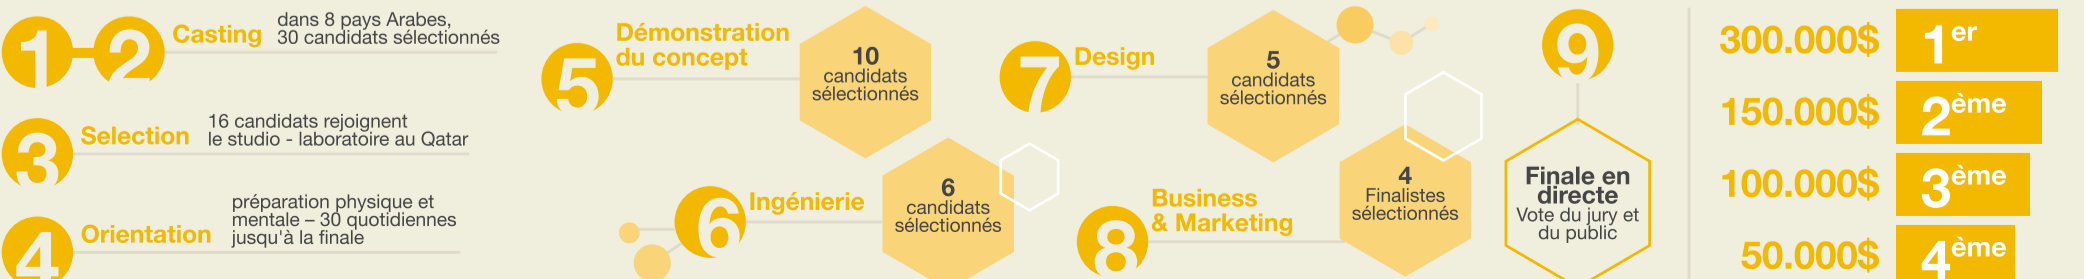 1 2 Casting
dans 8 pays Arabes,
30 candidats sélectionnés
3 Selection
16 candidats rejoignent
le studio - laboratoire au Qatar
4 Orientation
préparation physique et
mentale – 30 quotidiennes
jusqu'à la finale
5
Démonstration
du concept
10
candidats
sélectionnés
6 Ingénierie
6
candidats
sélectionnés
7 Design
5
candidats
sélectionnés
8
Business
& Marketing
4
Finalistes
sélectionnés
9
Finale en
directe
Vote du jury et
du public
300.000$ 1er
150.000$ 2ème
100.000$ 3ème
50.000$ 4ème